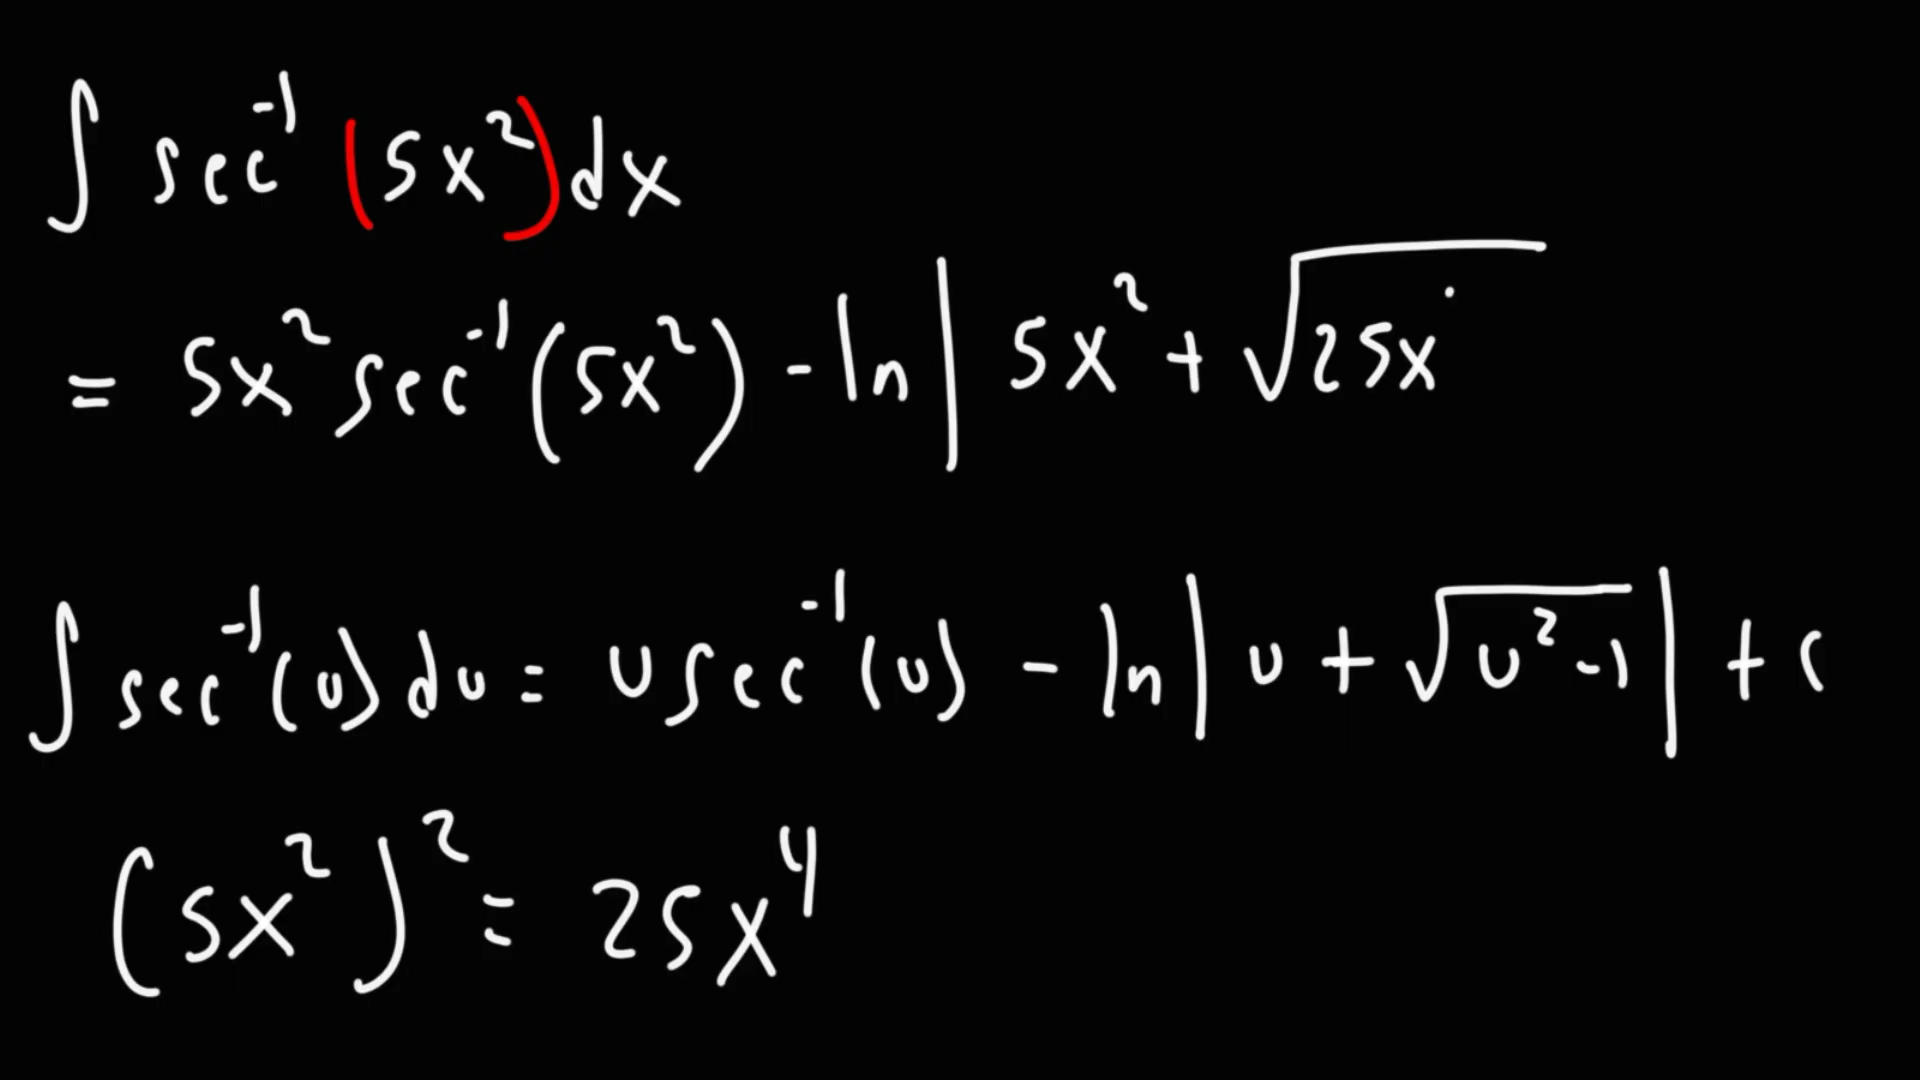 ∫ sec⁻¹ (5x²) dx
= 5x² sec⁻¹(5x²) - ln| 5x² + √25x
∫ sec⁻¹(u) du = u sec⁻¹(u) - ln| u + √(u²-1) | + C
(5x²)² = 25x⁴